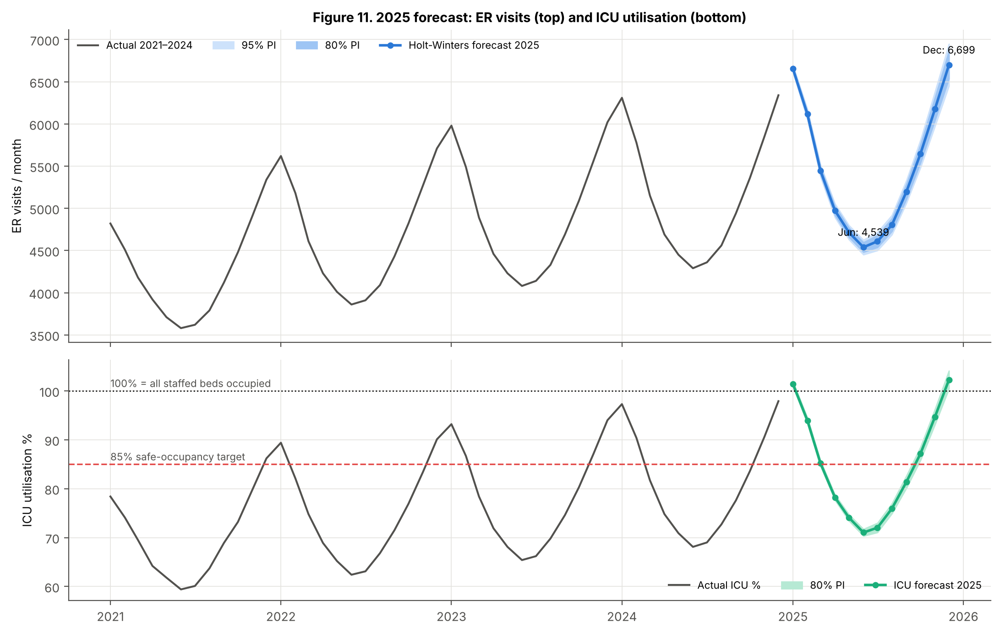 Figure 11. 2025 forecast: ER visits (top) and ICU utilisation (bottom)
Actual 2021–2024
95% PI
80% PI
Holt-Winters forecast 2025
7000
6500
6000
5500
5000
4500
4000
3500
ER visits / month
Dec: 6,699
Jun: 4,539
100% = all staffed beds occupied
85% safe-occupancy target
100
90
80
70
60
ICU utilisation %
Actual ICU %
80% PI
ICU forecast 2025
2021
2022
2023
2024
2025
2026